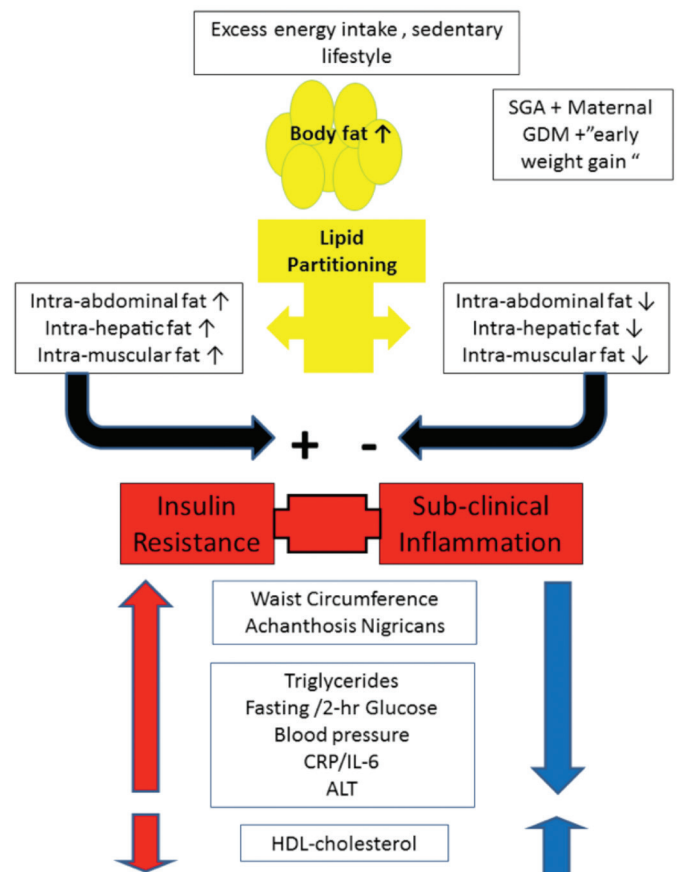 Excess energy intake , sedentary
lifestyle
Body fat ↑
SGA + Maternal
GDM +”early
weight gain “
Lipid
Partitioning
Intra-abdominal fat ↑
Intra-hepatic fat ↑
Intra-muscular fat ↑
Intra-abdominal fat ↓
Intra-hepatic fat ↓
Intra-muscular fat ↓
+ -
Insulin
Resistance
Sub-clinical
Inflammation
Waist Circumference
Achanthosis Nigricans
Triglycerides
Fasting /2-hr Glucose
Blood pressure
CRP/IL-6
ALT
HDL-cholesterol